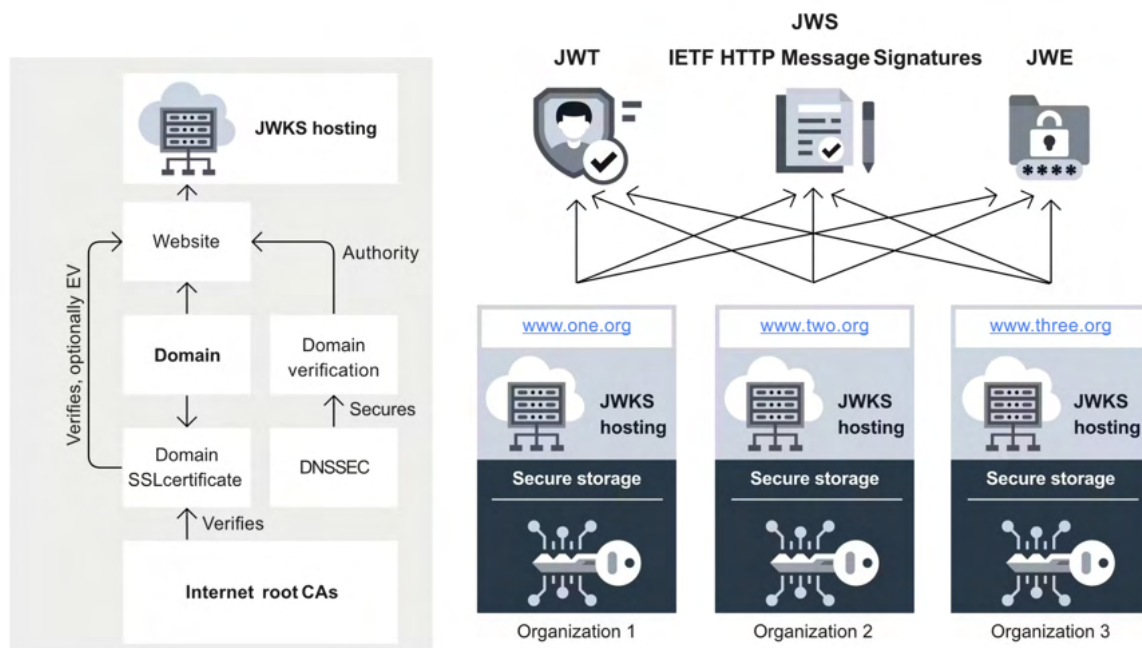 JWKS hosting
Website
Authority
Verifies, optionally EV
Domain
Domain
verification
Secures
Domain
SSLcertificate
DNSSEC
Verifies
Internet root CAs
JWT
JWS
IETF HTTP Message Signatures
JWE
****
www.one.org
JWKS
hosting
Secure storage
Organization 1
www.two.org
JWKS
hosting
Secure storage
Organization 2
www.three.org
JWKS
hosting
Secure storage
Organization 3